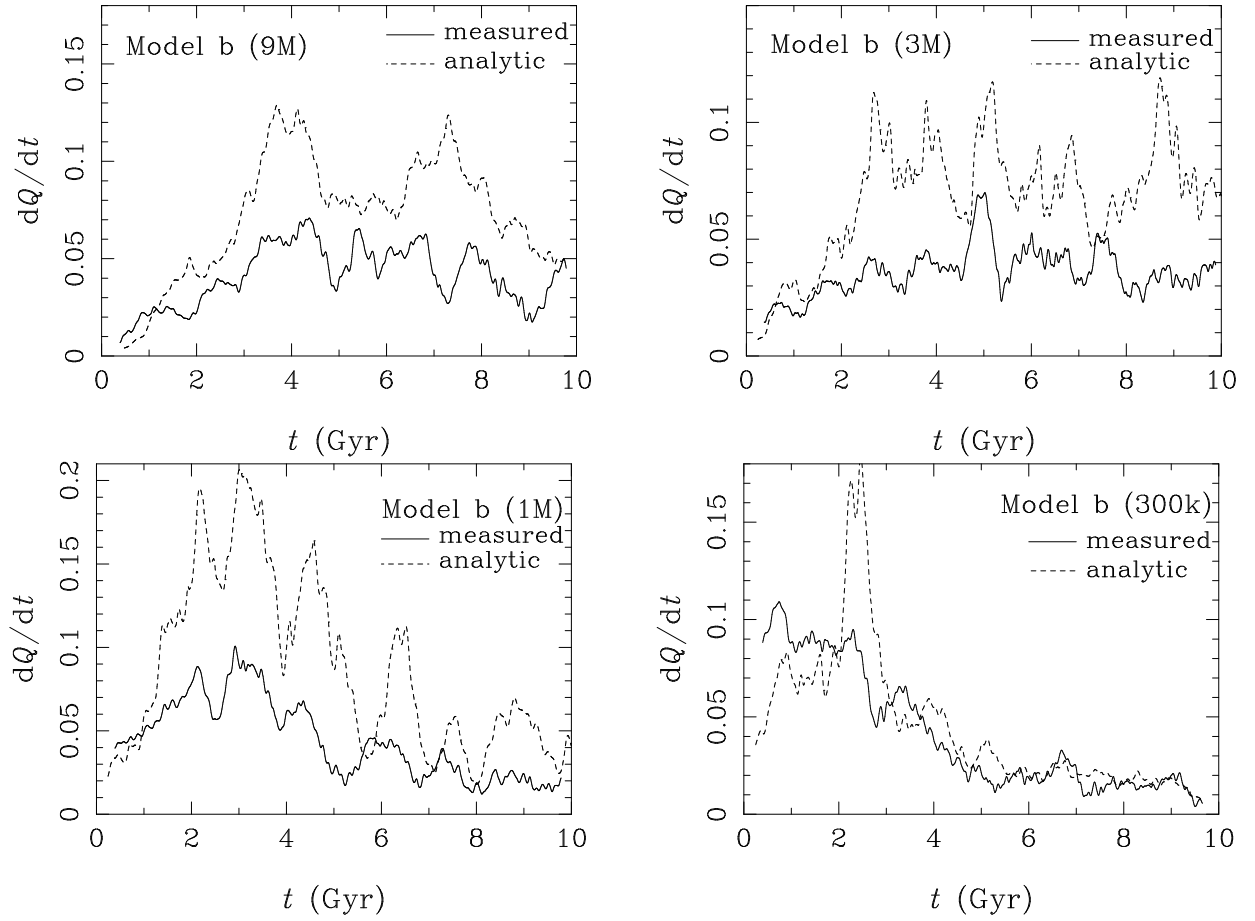 Model b (9M)
measured
analytic
dQ/dt
0 0.05 0.1 0.15
0 2 4 6 8 10
t (Gyr)
Model b (3M)
measured
analytic
dQ/dt
0 0.05 0.1
0 2 4 6 8 10
t (Gyr)
Model b (1M)
measured
analytic
dQ/dt
0 0.05 0.1 0.15 0.2
0 2 4 6 8 10
t (Gyr)
Model b (300k)
measured
analytic
dQ/dt
0 0.05 0.1 0.15
0 2 4 6 8 10
t (Gyr)